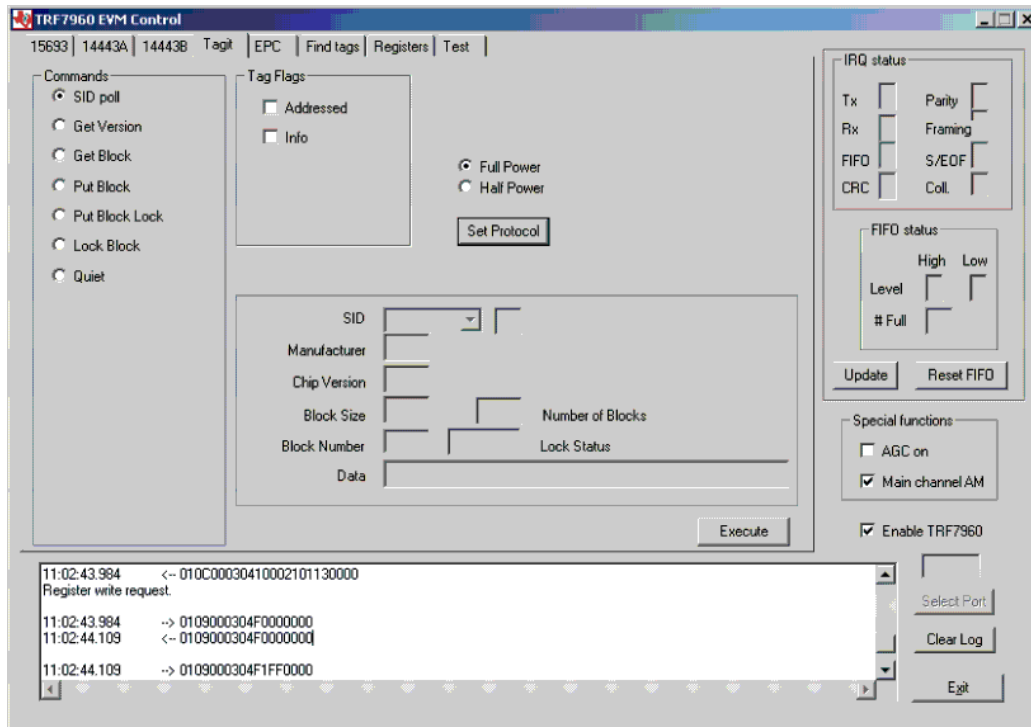 TRF7960 EVM Control
15693 14443A 14443B Tagit EPC Find tags Registers Test
Commands
SID poll
Get Version
Get Block
Put Block
Put Block Lock
Lock Block
Quiet
Tag Flags
Addressed
Info
Full Power
Half Power
Set Protocol
SID
Manufacturer
Chip Version
Block Size Number of Blocks
Block Number Lock Status
Data
Execute
IRQ status
Tx Parity
Rx Framing
FIFO S/EOF
CRC Coll.
FIFO status
High Low
Level
# Full
Update Reset FIFO
Special functions
AGC on
Main channel AM
Enable TRF7960
Select Port
Clear Log
Exit
11:02:43.984 <-- 010C00030410002101130000
Register write request.
11:02:43.984 --> 0109000304F0000000
11:02:44.109 <-- 0109000304F0000000
11:02:44.109 --> 0109000304F1FF0000